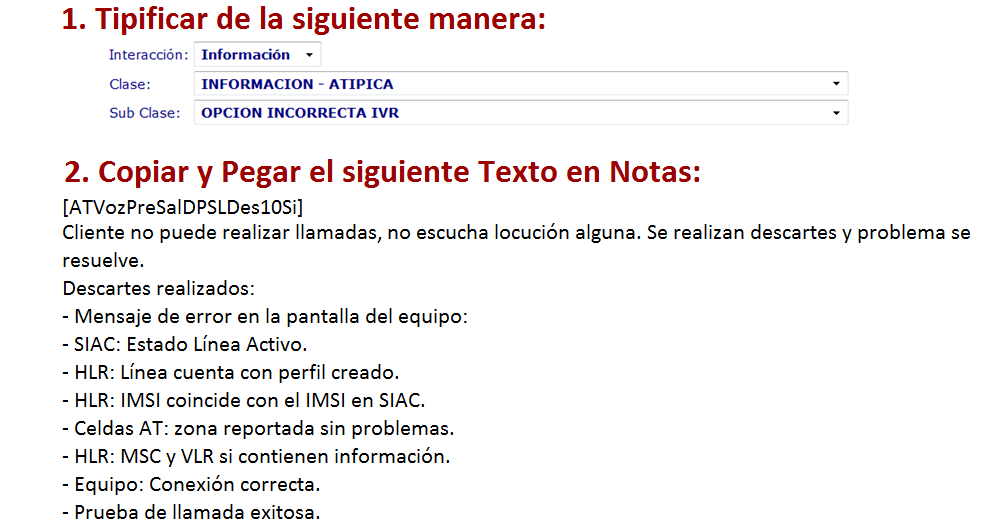 1. Tipificar de la siguiente manera:
Interacción: Información
Clase: INFORMACION - ATIPICA
Sub Clase: OPCION INCORRECTA IVR
2. Copiar y Pegar el siguiente Texto en Notas:
[ATVozPreSalDPSLDes10Si]
Cliente no puede realizar llamadas, no escucha locución alguna. Se realizan descartes y problema se
resuelve.
Descartes realizados:
- Mensaje de error en la pantalla del equipo:
- SIAC: Estado Línea Activo.
- HLR: Línea cuenta con perfil creado.
- HLR: IMSI coincide con el IMSI en SIAC.
- Celdas AT: zona reportada sin problemas.
- HLR: MSC y VLR si contienen información.
- Equipo: Conexión correcta.
- Prueba de llamada exitosa.